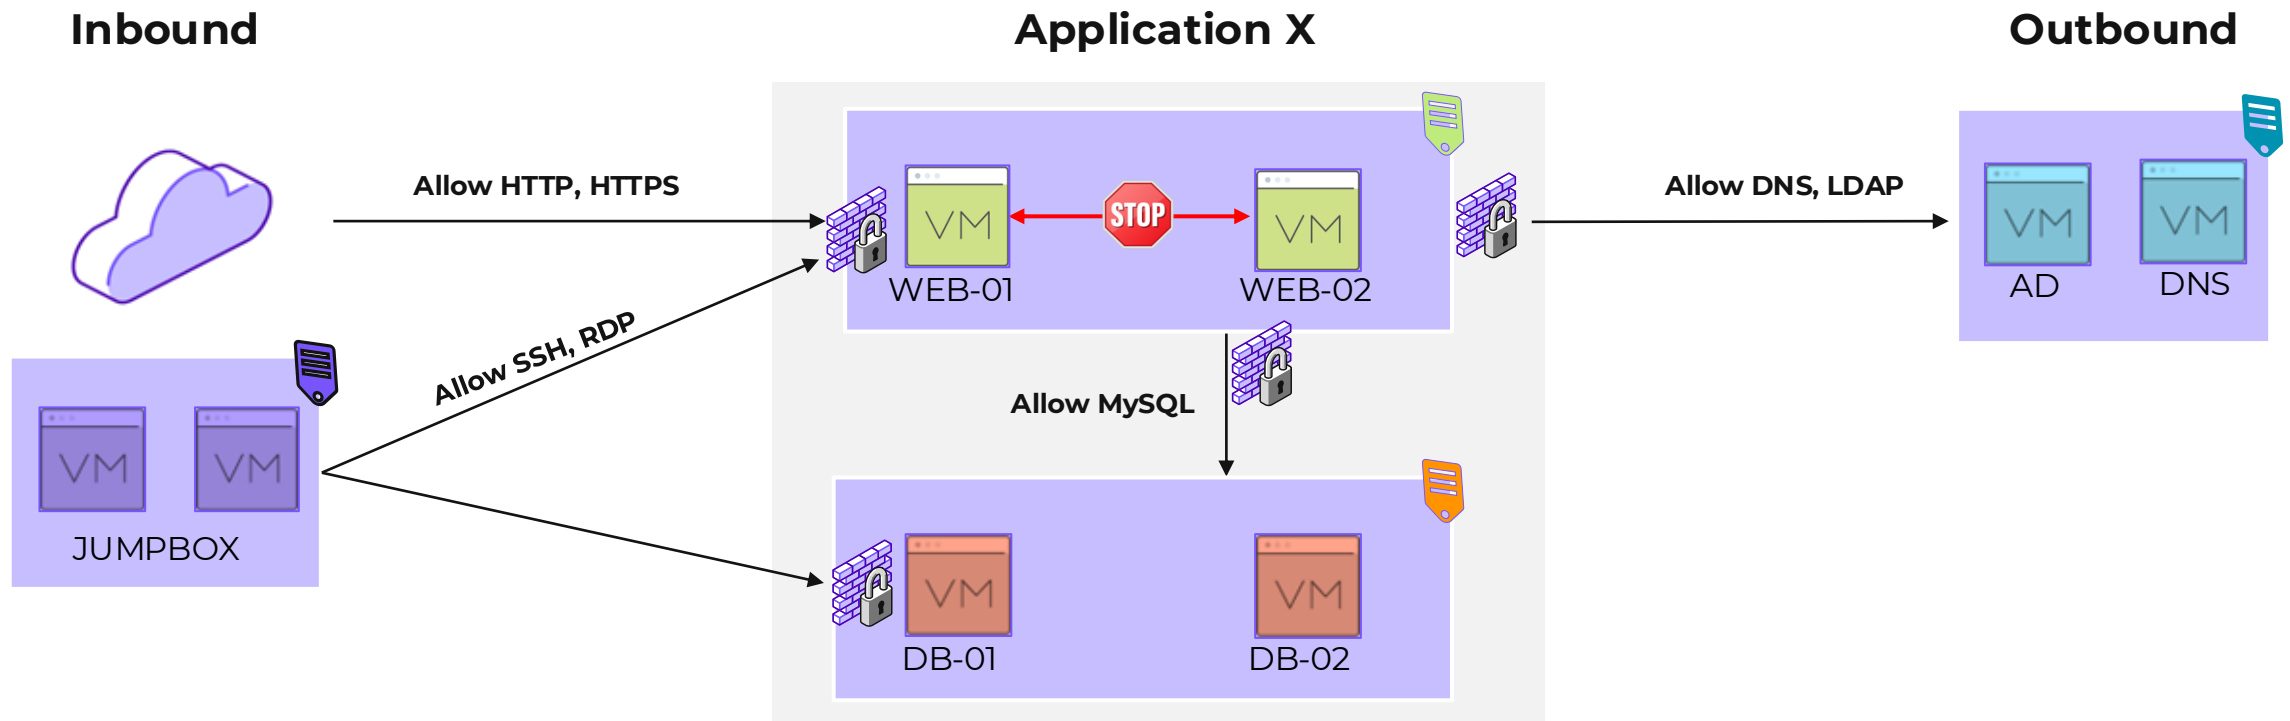 Inbound
Application X
Outbound
Allow HTTP, HTTPS
VM
WEB-01
STOP
VM
WEB-02
Allow DNS, LDAP
VM
AD
VM
DNS
Allow SSH, RDP
Allow MySQL
VM
VM
JUMPBOX
VM
DB-01
VM
DB-02